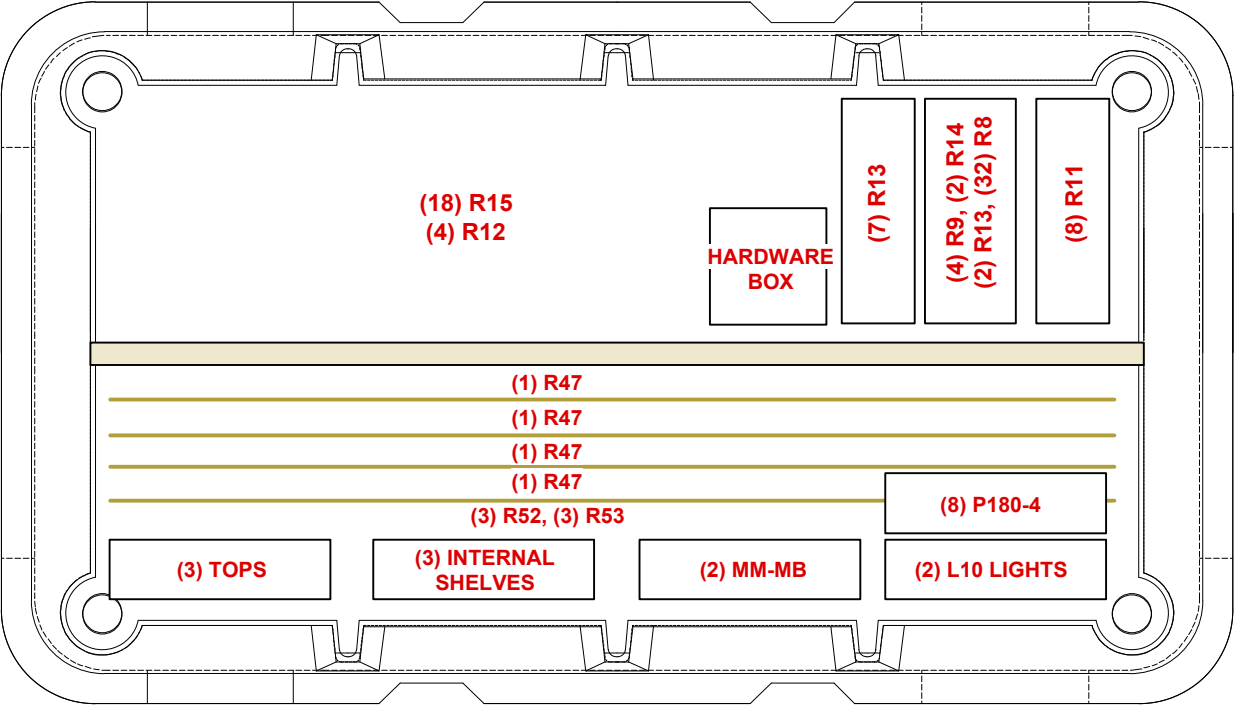 (18) R15
(4) R12
HARDWARE
BOX
(7) R13
(4) R9, (2) R14
(2) R13, (32) R8
(8) R11
(1) R47
(1) R47
(1) R47
(1) R47
(3) R52, (3) R53
(8) P180-4
(3) TOPS
(3) INTERNAL
SHELVES
(2) MM-MB
(2) L10 LIGHTS